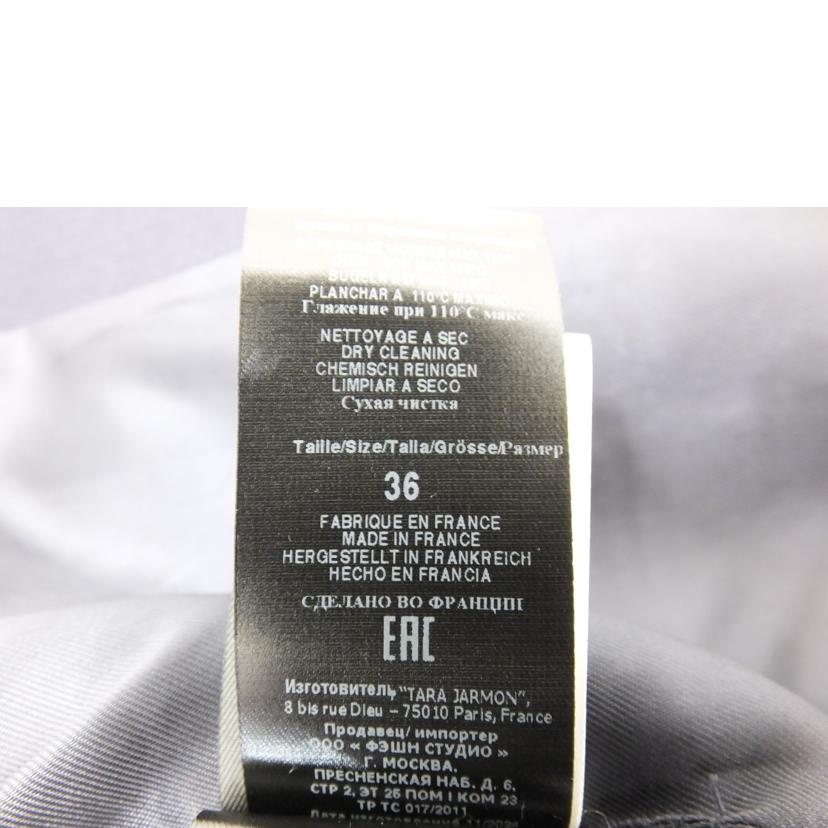 PLANCHAR A 110°C
Глажение при 110°C макс
NETTOYAGE A SEC
DRY CLEANING
CHEMISCH REINIGEN
LIMPIAR A SECO
Сухая чистка
Taille/Size/Talla/Grösse/Размер
36
FABRIQUE EN FRANCE
MADE IN FRANCE
HERGESTELLT IN FRANKREICH
HECHO EN FRANCIA
СДЕЛАНО ВО ФРАНЦИИ
EAC
Изготовитель "TARA JARMON",
8 bis rue Dieu – 75010 Paris, France
Продавец/ импортер
ООО « ФЭШН СТУДИО »
Г. МОСКВА,
ПРЕСНЕНСКАЯ НАБ. Д. 6,
СТР 2, ЭТ 25 ПОМ I КОМ 23
ТР ТС 017/2011
Дата изготовления